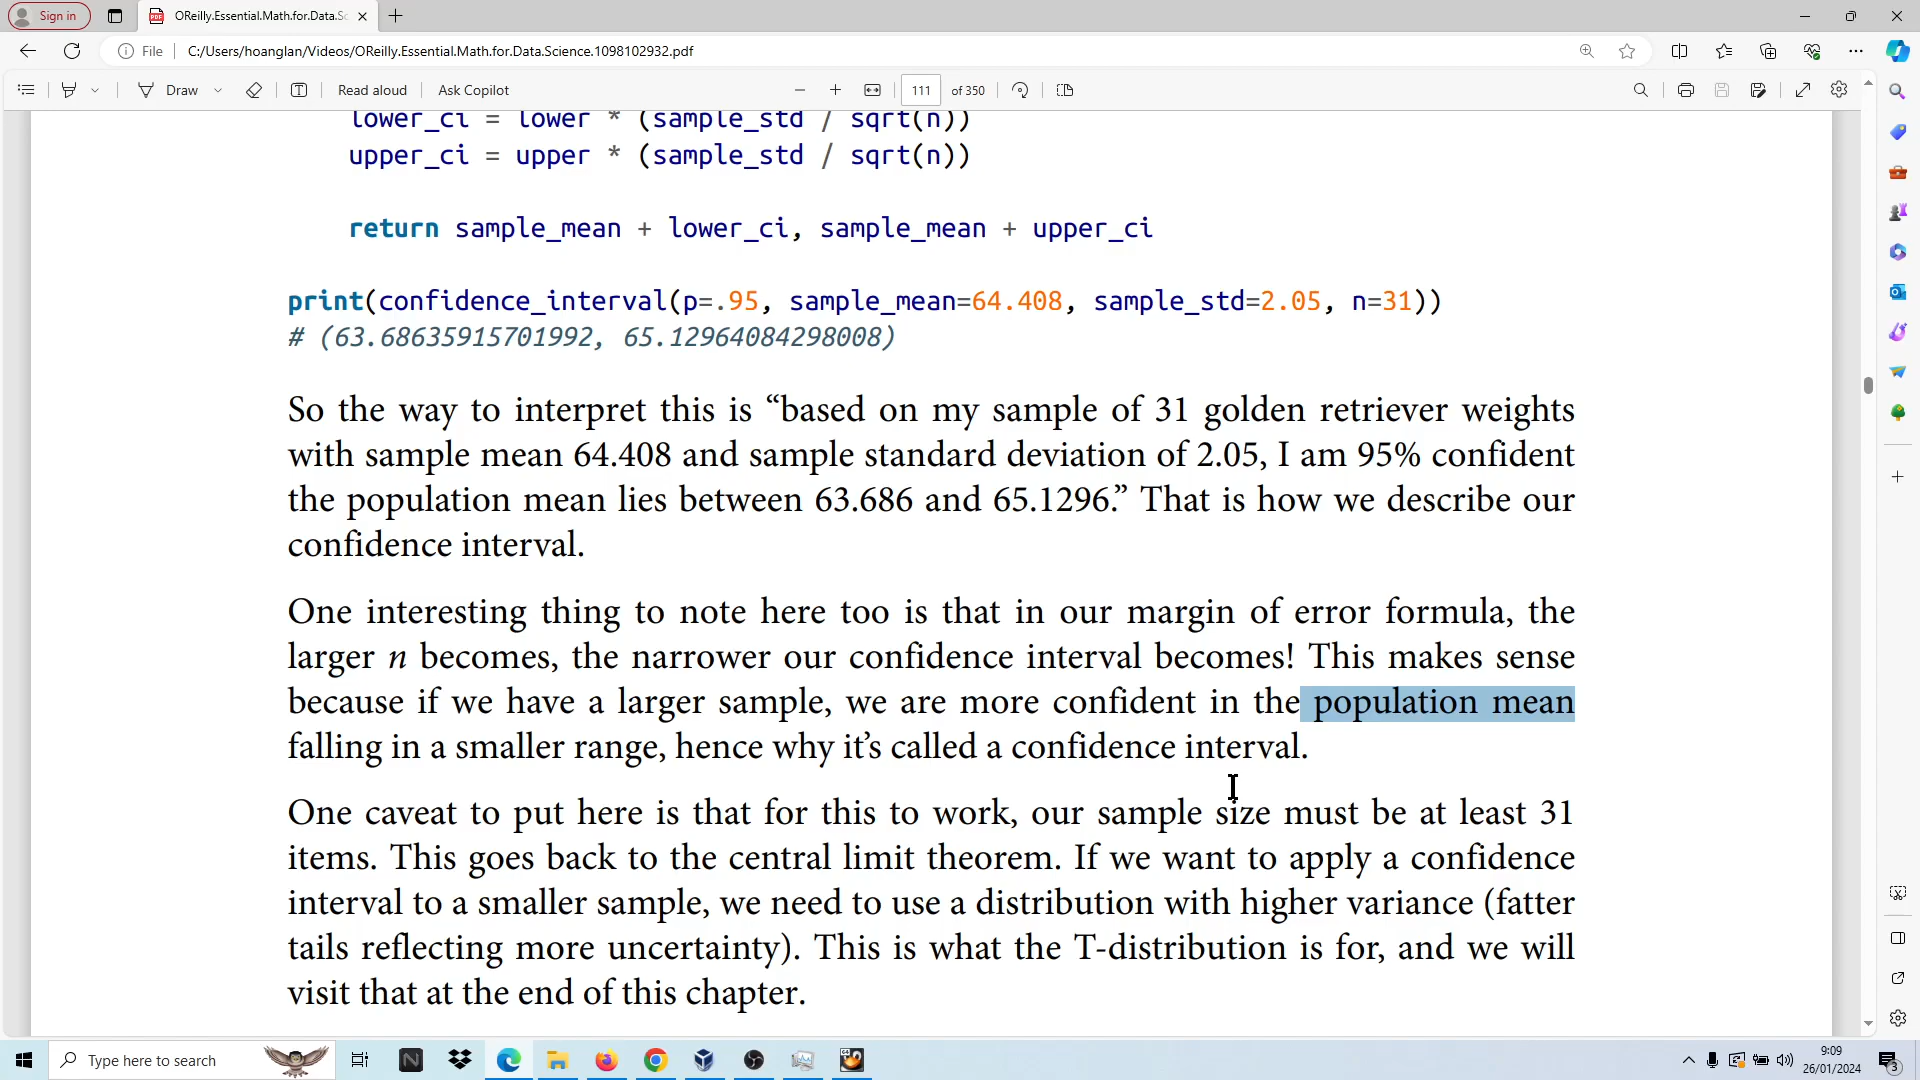 Sign in
OReilly.Essential.Math.for.Data.Sc
File
C:/Users/hoanglan/Videos/OReilly.Essential.Math.for.Data.Science.1098102932.pdf
Draw
Read aloud
Ask Copilot
111 of 350
lower_ci = lower * (sample_std / sqrt(n))
upper_ci = upper * (sample_std / sqrt(n))
return sample_mean + lower_ci, sample_mean + upper_ci
print(confidence_interval(p=.95, sample_mean=64.408, sample_std=2.05, n=31))
# (63.68635915701992, 65.12964084298008)
So the way to interpret this is “based on my sample of 31 golden retriever weights
with sample mean 64.408 and sample standard deviation of 2.05, I am 95% confident
the population mean lies between 63.686 and 65.1296.” That is how we describe our
confidence interval.
One interesting thing to note here too is that in our margin of error formula, the
larger n becomes, the narrower our confidence interval becomes! This makes sense
because if we have a larger sample, we are more confident in the population mean
falling in a smaller range, hence why it’s called a confidence interval.
One caveat to put here is that for this to work, our sample size must be at least 31
items. This goes back to the central limit theorem. If we want to apply a confidence
interval to a smaller sample, we need to use a distribution with higher variance (fatter
tails reflecting more uncertainty). This is what the T-distribution is for, and we will
visit that at the end of this chapter.
Type here to search
9:09
26/01/2024
3